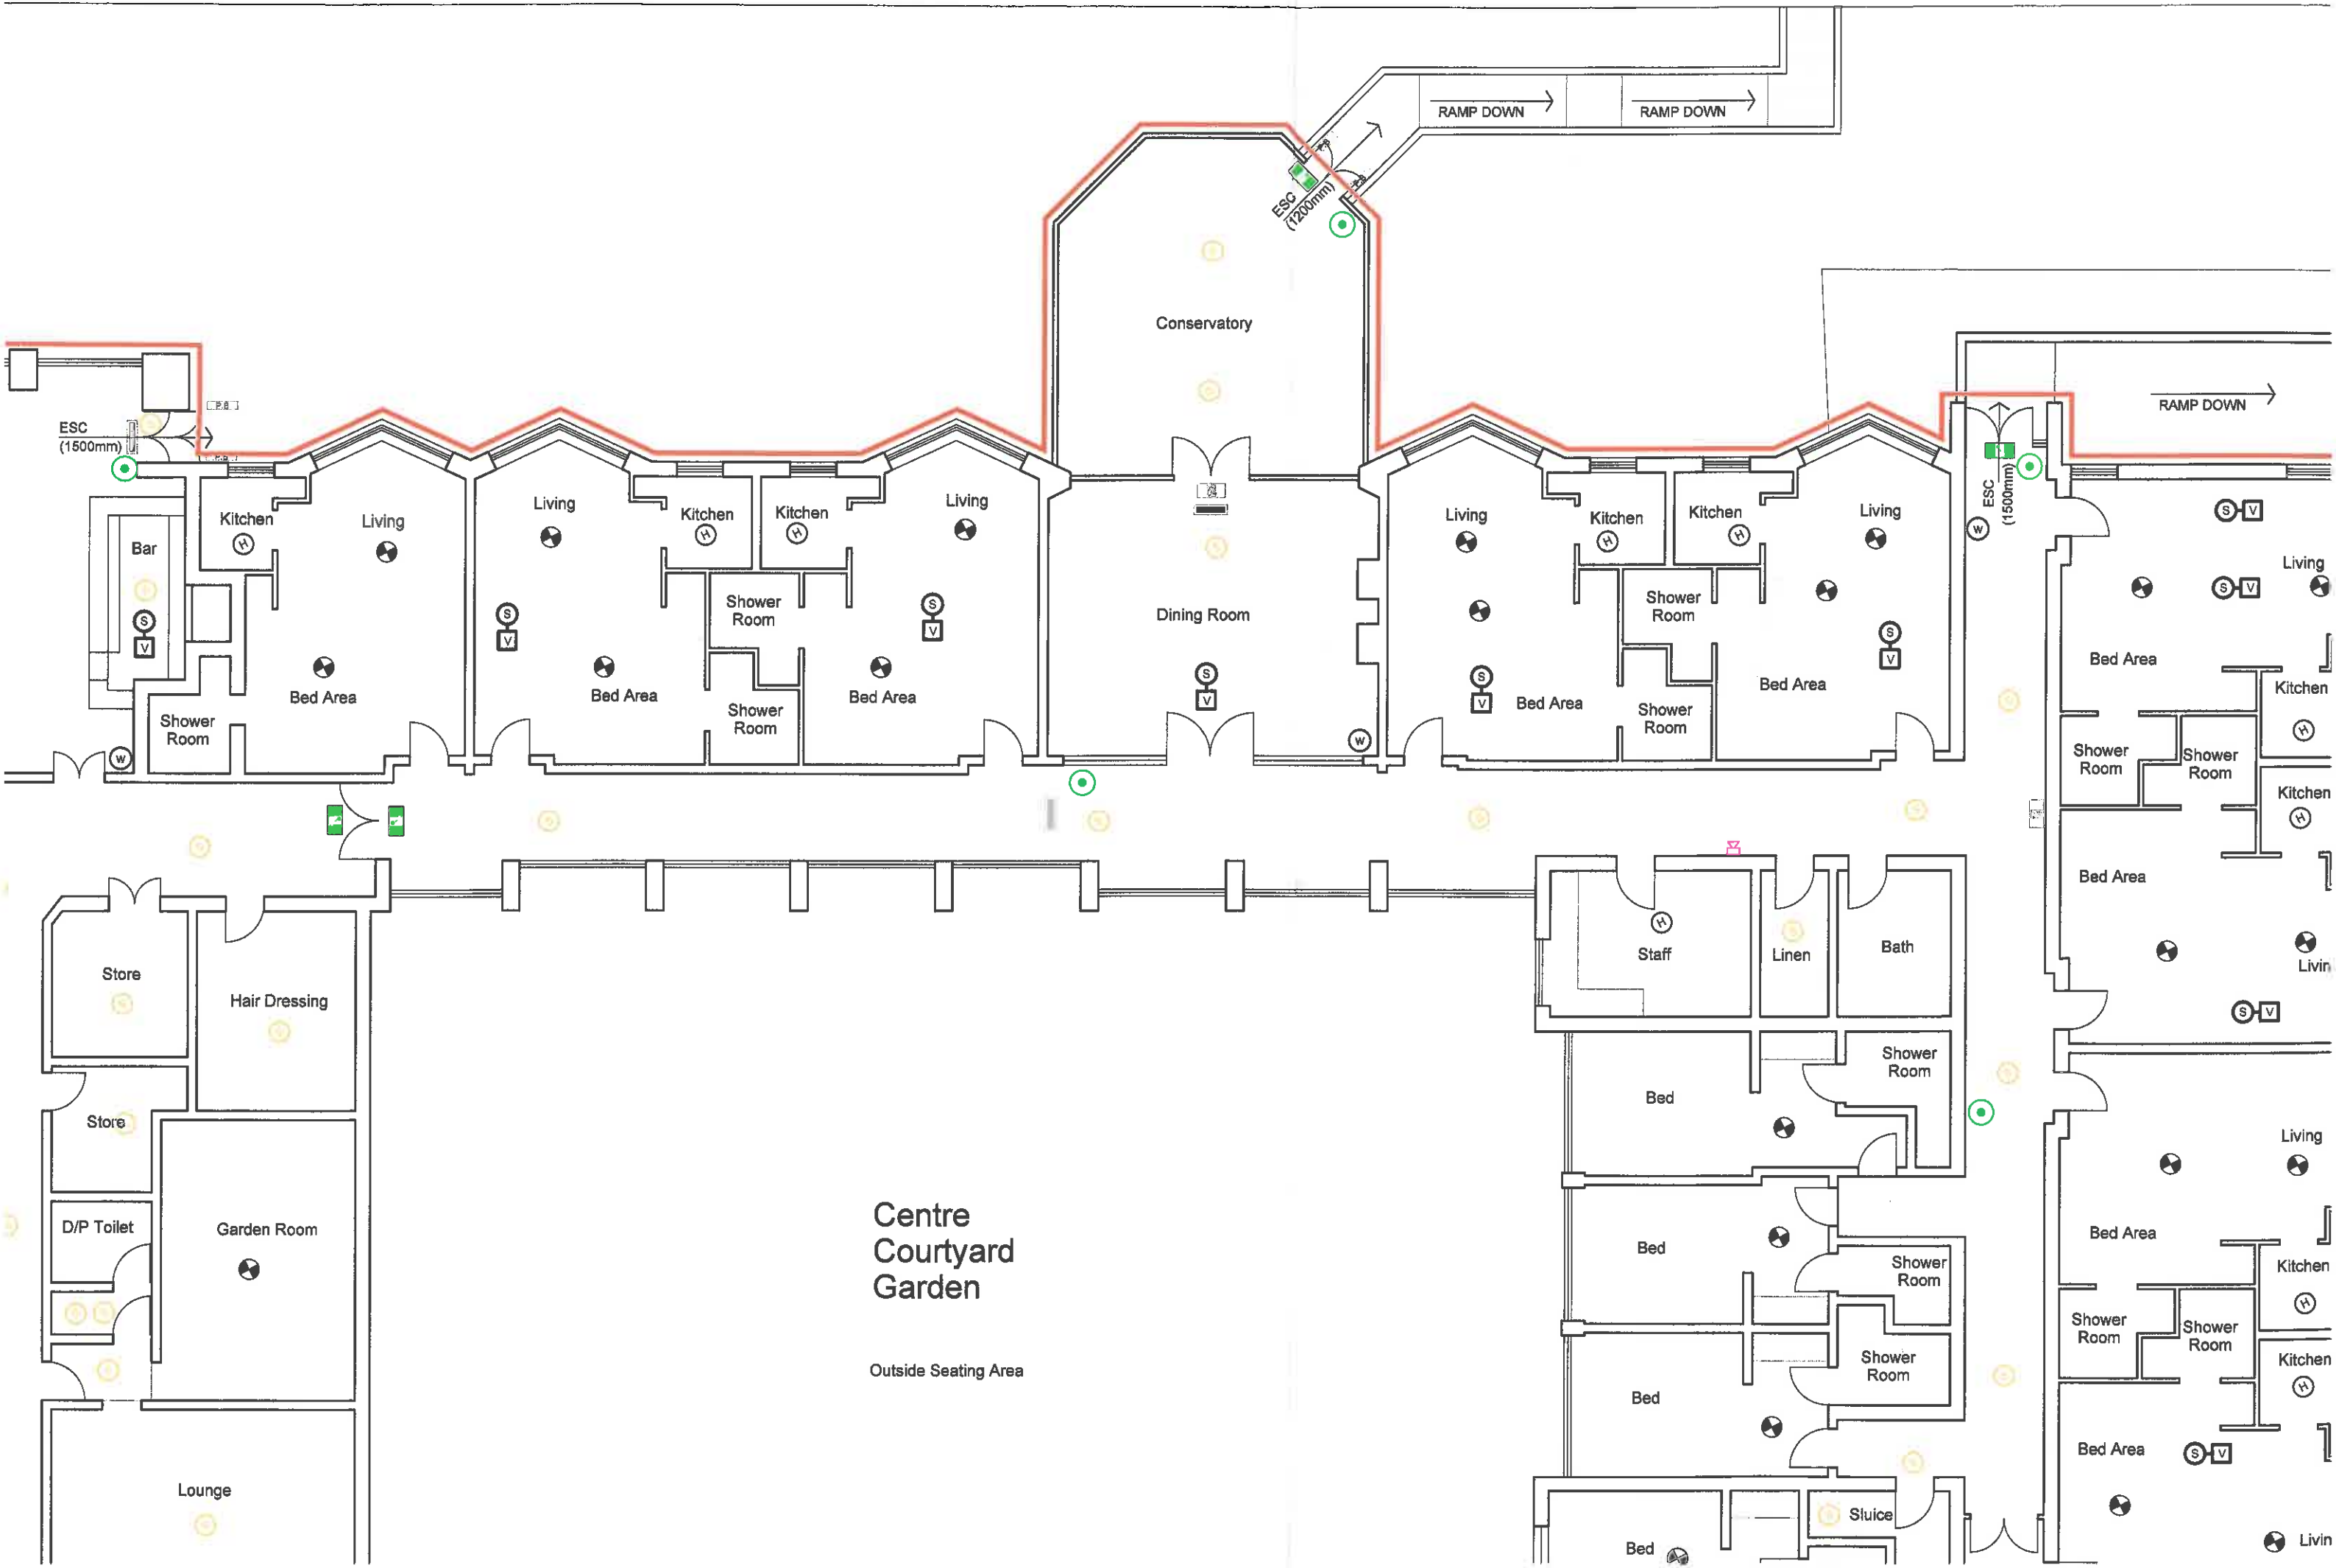 RAMP DOWN
RAMP DOWN
ESC
(1200mm)
Conservatory
ESC
(1500mm)
RAMP DOWN
ESC
(1500mm)
Kitchen
H
Living
Living
Kitchen
H
Kitchen
H
Living
Living
Kitchen
H
Kitchen
H
Living
W
S V
Living
S V
Bar
S
V
Bed Area
Shower
Room
W
S
V
Bed Area
Shower
Room
Shower
Room
S
V
Bed Area
Dining Room
S
V
W
S
V
Bed Area
Shower
Room
Shower
Room
S
V
Bed Area
Bed Area
Kitchen
H
Shower
Room
Shower
Room
Kitchen
H
Bed Area
Livin
S V
Store
Hair Dressing
Store
D/P Toilet
Garden Room
Lounge
Centre
Courtyard
Garden
Outside Seating Area
H
Staff
Linen
Bath
Bed
Shower
Room
Bed
Shower
Room
Bed
Shower
Room
Sluice
Bed
Living
Bed Area
Kitchen
H
Shower
Room
Shower
Room
Kitchen
H
Bed Area
S V
Livin